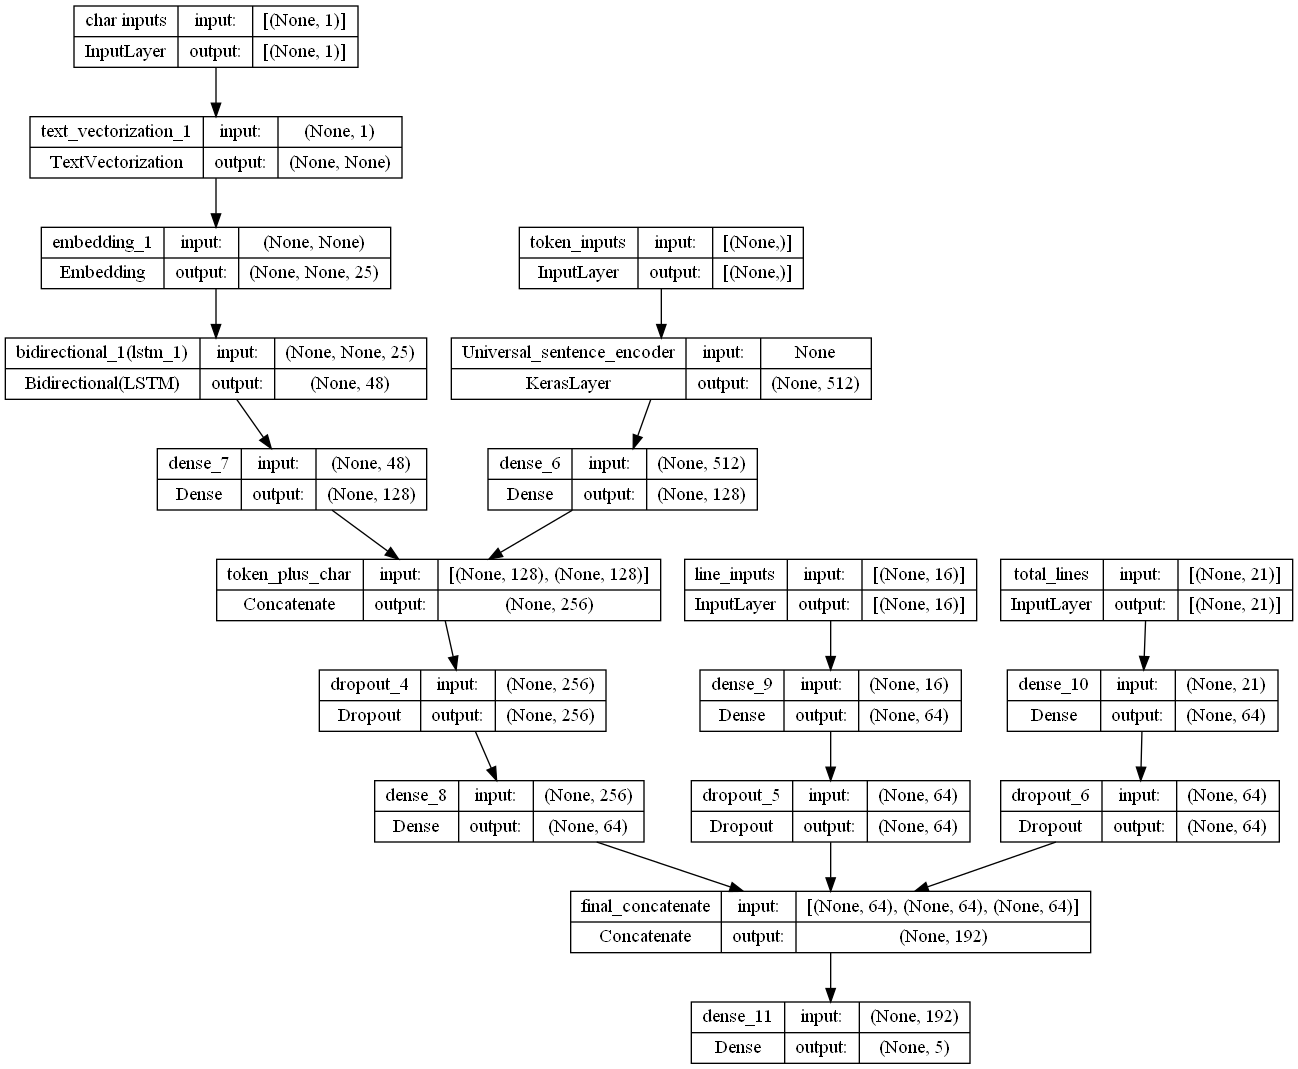 char inputs input: [(None, 1)]
InputLayer output: [(None, 1)]
text_vectorization_1 input: (None, 1)
TextVectorization output: (None, None)
embedding_1 input: (None, None)
Embedding output: (None, None, 25)
token_inputs input: [(None,)]
InputLayer output: [(None,)]
bidirectional_1(lstm_1) input: (None, None, 25)
Bidirectional(LSTM) output: (None, 48)
Universal_sentence_encoder input: None
KerasLayer output: (None, 512)
dense_7 input: (None, 48)
Dense output: (None, 128)
dense_6 input: (None, 512)
Dense output: (None, 128)
token_plus_char input: [(None, 128), (None, 128)]
Concatenate output: (None, 256)
line_inputs input: [(None, 16)]
InputLayer output: [(None, 16)]
total_lines input: [(None, 21)]
InputLayer output: [(None, 21)]
dropout_4 input: (None, 256)
Dropout output: (None, 256)
dense_9 input: (None, 16)
Dense output: (None, 64)
dense_10 input: (None, 21)
Dense output: (None, 64)
dense_8 input: (None, 256)
Dense output: (None, 64)
dropout_5 input: (None, 64)
Dropout output: (None, 64)
dropout_6 input: (None, 64)
Dropout output: (None, 64)
final_concatenate input: [(None, 64), (None, 64), (None, 64)]
Concatenate output: (None, 192)
dense_11 input: (None, 192)
Dense output: (None, 5)